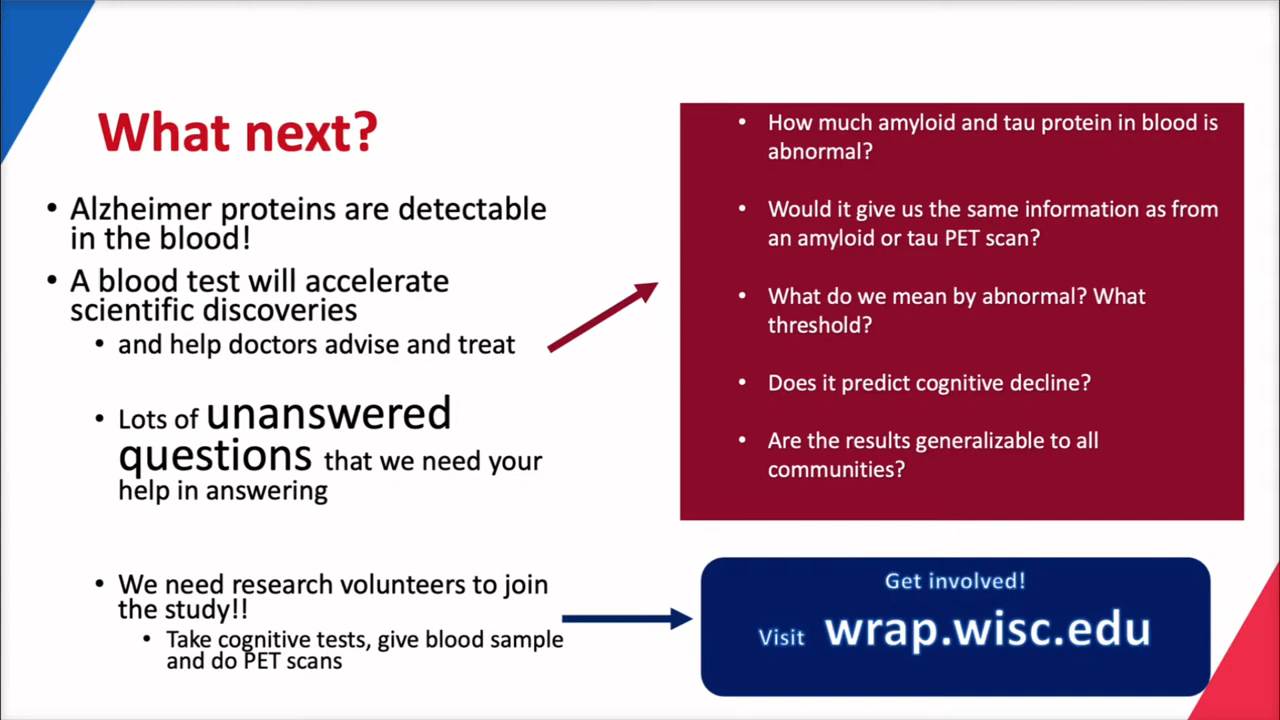 What next?
• Alzheimer proteins are detectable
in the blood!
• A blood test will accelerate
scientific discoveries
• and help doctors advise and treat
• Lots of unanswered
questions that we need your
help in answering
• We need research volunteers to join
the study!!
• Take cognitive tests, give blood sample
and do PET scans
• How much amyloid and tau protein in blood is
abnormal?
• Would it give us the same information as from
an amyloid or tau PET scan?
• What do we mean by abnormal? What
threshold?
• Does it predict cognitive decline?
• Are the results generalizable to all
communities?
Get involved!
Visit wrap.wisc.edu